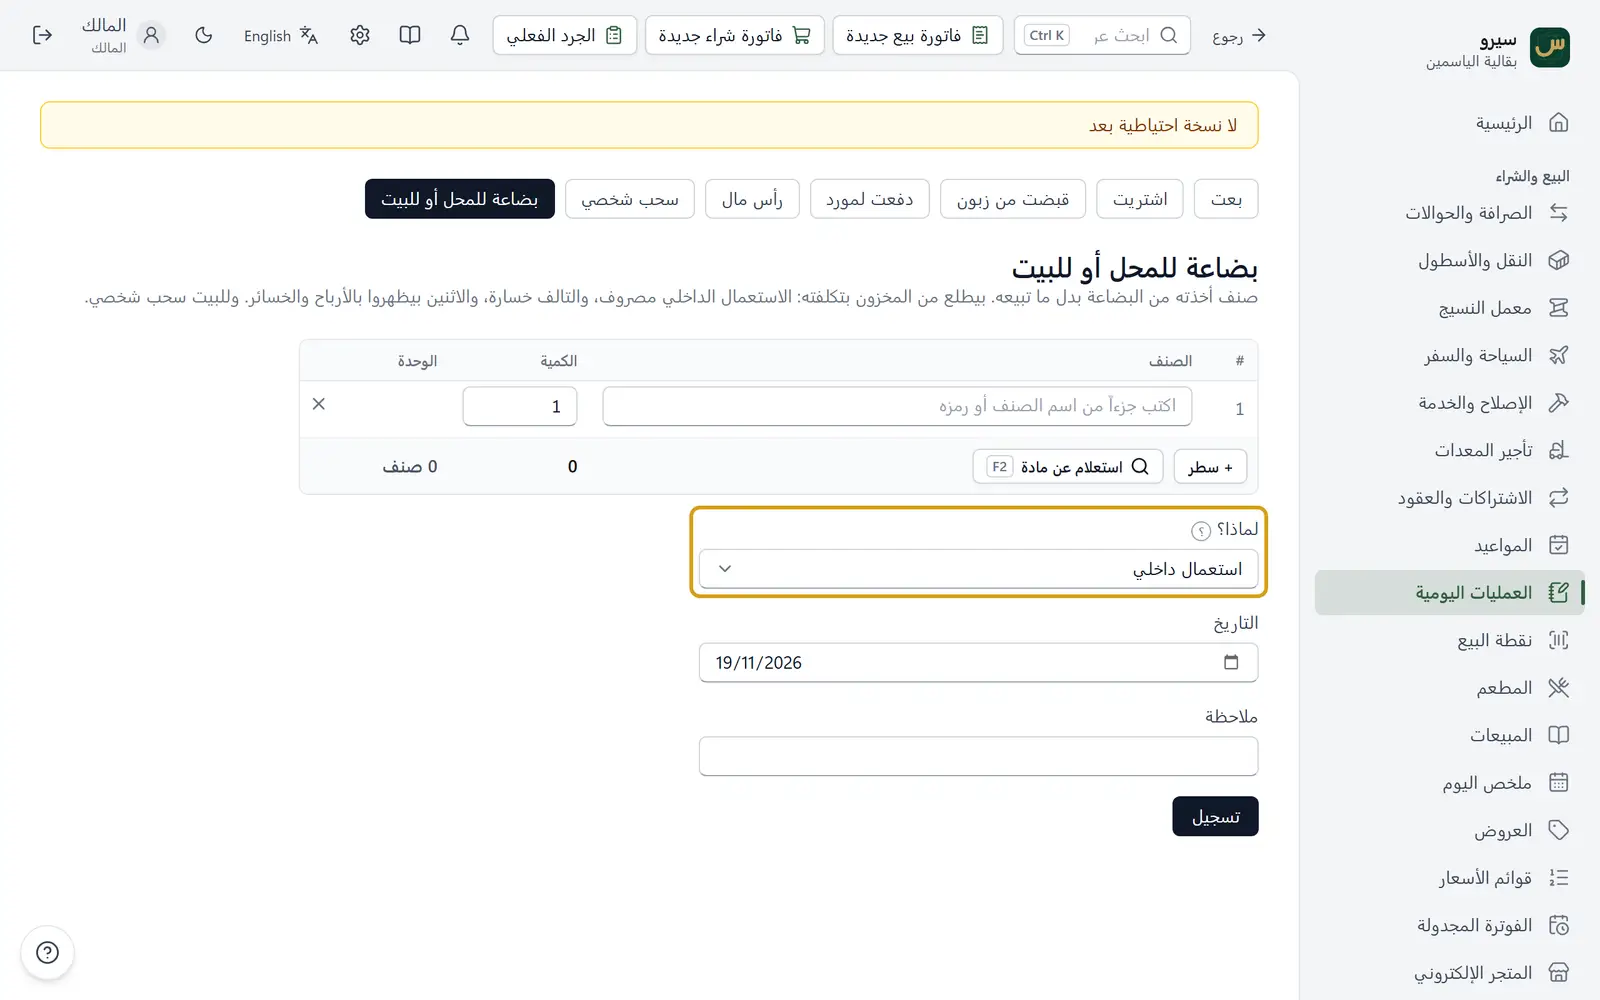 س
سيرو
بقالية الياسمين
رجوع
ابحث عر
Ctrl K
فاتورة بيع جديدة
فاتورة شراء جديدة
الجرد الفعلي
English
المالك
المالك
الرئيسية
البيع والشراء
الصرافة والحوالات
النقل والأسطول
معمل النسيج
السياحة والسفر
الإصلاح والخدمة
تأجير المعدات
الاشتراكات والعقود
المواعيد
العمليات اليومية
نقطة البيع
المطعم
المبيعات
ملخص اليوم
العروض
قوائم الأسعار
الفوترة المجدولة
المتجر الإلكتروني
لا نسخة احتياطية بعد
بعت
اشتريت
قبضت من زبون
دفعت لمورد
رأس مال
سحب شخصي
بضاعة للمحل أو للبيت
بضاعة للمحل أو للبيت
صنف أخذته من البضاعة بدل ما تبيعه. بيطلع من المخزون بتكلفته: الاستعمال الداخلي مصروف، والتالف خسارة، والاثنين بيظهروا بالأرباح والخسائر. وللبيت سحب شخصي.
# الصنف الكمية الوحدة
1 اكتب جزءاً من اسم الصنف أو رمزه 1
+ سطر استعلام عن مادة F2 0 0 صنف
لماذا؟ ؟
استعمال داخلي
التاريخ
19/11/2026
ملاحظة
تسجيل